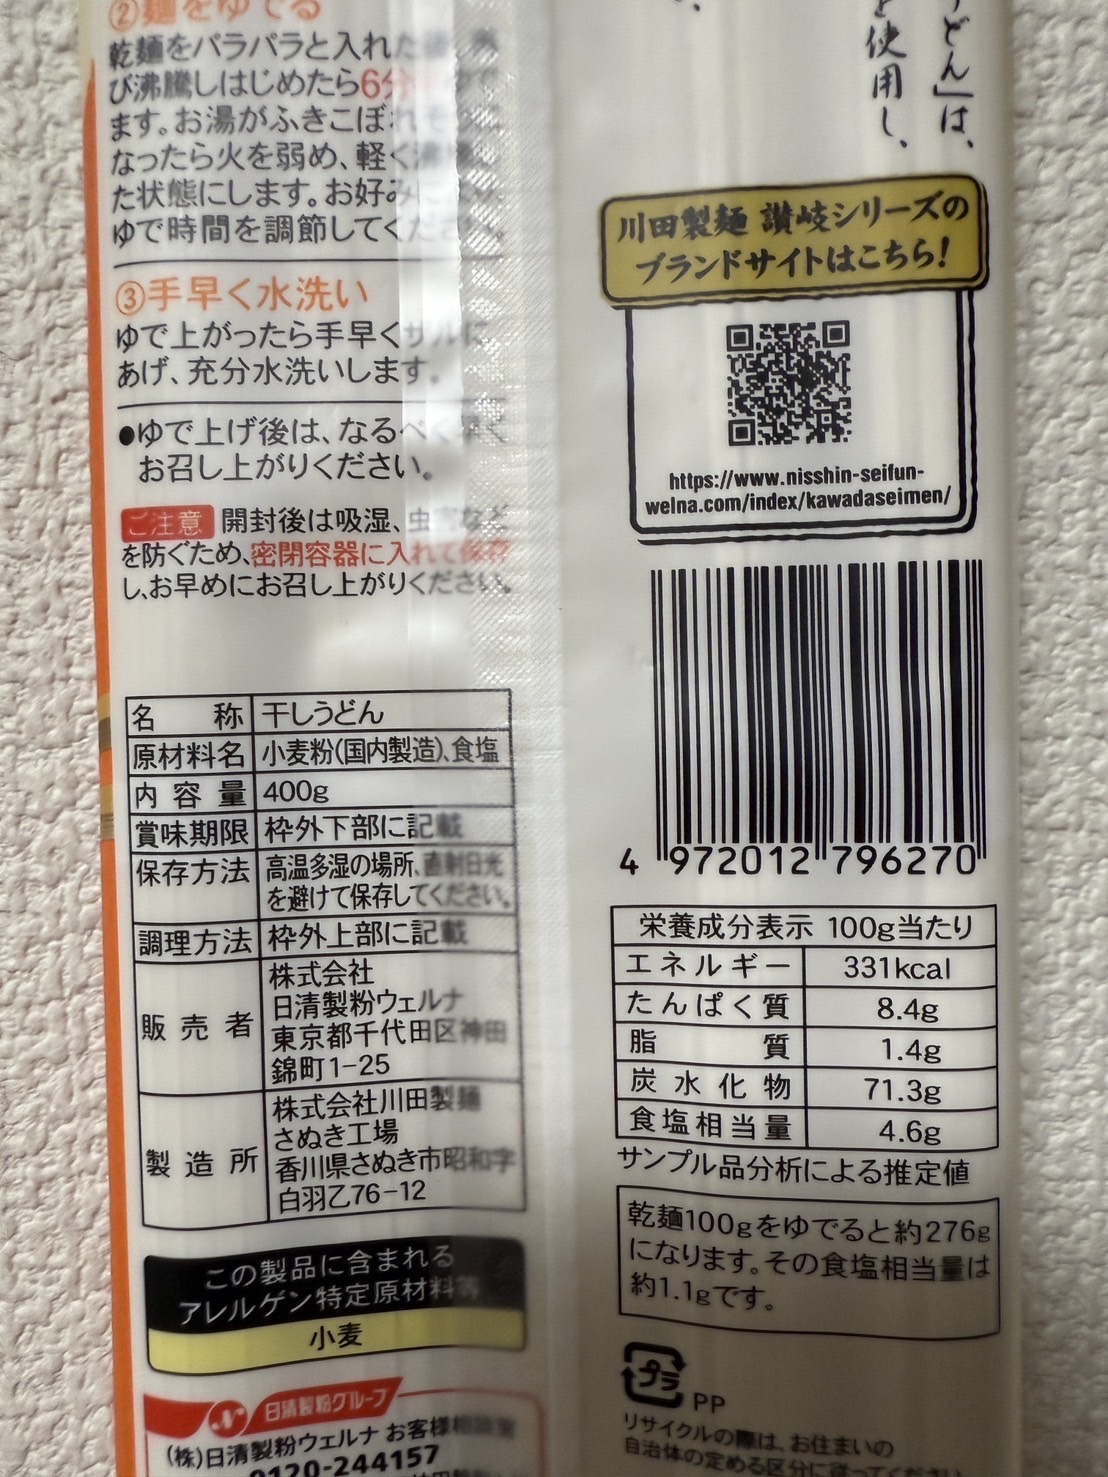 ②麺をゆでる
乾麺をバラバラと入れた
び沸騰しはじめたら6分
ます。お湯がふきこぼれそ
なったら火を弱め、軽く沸
た状態にします。お好み
ゆで時間を調節してください。
③手早く水洗い
ゆで上がったら手早くザルに
あげ、充分水洗いします。
●ゆで上げ後は、なるべく早く
お召し上がりください。
ご注意 開封後は吸湿、虫 など
を防ぐため、密閉容器に入れて保存
し、お早めにお召し上がりください。
名称 干しうどん
原材料名 小麦粉(国内製造)、食塩
内容量 400g
賞味期限 枠外下部に記載
保存方法 高温多湿の場所、直射日光
を避けて保存してください。
調理方法 枠外上部に記載
販売者 株式会社
日清製粉ウェルナ
東京都千代田区神田
錦町1-25
製造所 株式会社川田製麺
さぬき工場
香川県さぬき市昭和字
白羽乙76-12
この製品に含まれる
アレルゲン特定原材料等
小麦
日清製粉グループ
(株)日清製粉ウェルナ お客様相談室
0120-244157
うどん」は、
を使用し、
川田製麺 讃岐シリーズの
ブランドサイトはこちら!
https://www.nisshin-seifun-
welna.com/index/kawadaseimen/
4 972012 796270
栄養成分表示 100g当たり
エネルギー 331kcal
たんぱく質 8.4g
脂質 1.4g
炭水化物 71.3g
食塩相当量 4.6g
サンプル品分析による推定値
乾麺100gをゆでると約276g
になります。その食塩相当量は
約1.1gです。
プラ PP
リサイクルの際は、お住まいの
自治体の定める区分に従ってください